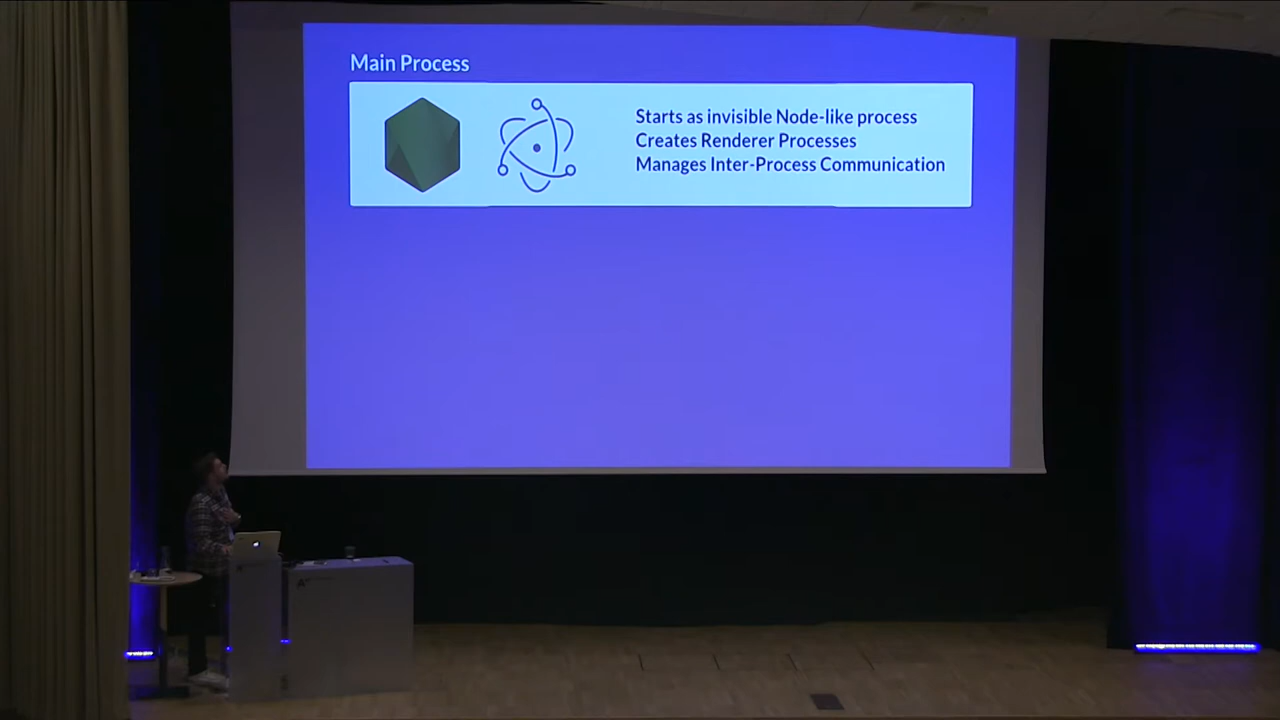 Main Process
Starts as invisible Node-like process
Creates Renderer Processes
Manages Inter-Process Communication